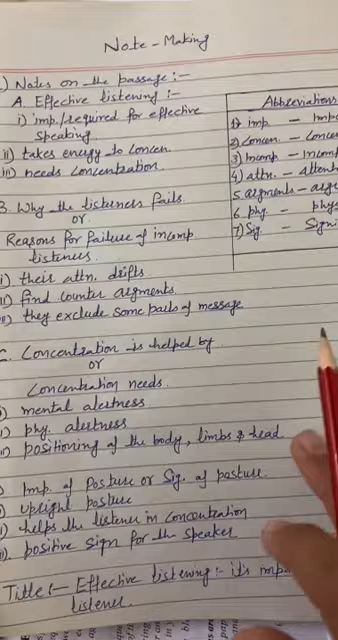 Note - Making
) Notes on the passage :-
A. Effective listening :-
i) imp./required for effective
speaking.
ii) takes energy to concen.
iii) needs concentration.
B. Why the listeners fails.
or
Reasons for failure of incomp
listeners.
i) their attn. drifts
ii) find counter argments.
iii) they exclude some parts of message
C. Concentration is helped by
or
Concentration needs.
i) mental alertness
ii) phy. alertness
iii) positioning of the body, limbs & head
) Imp. of posture or Sig. of posture.
i) upright posture
ii) helps the listener in concentration
iii) positive sign for the speaker
Title :- Effective listening :- it's imp
listener.
Abbreviations
1) imp. - Impo
2) Concen. - Concen
3) Incomp - Incomp
4) attn. - attent
5. argments - arg
6. phy. - phys
7) Sig. - Signi